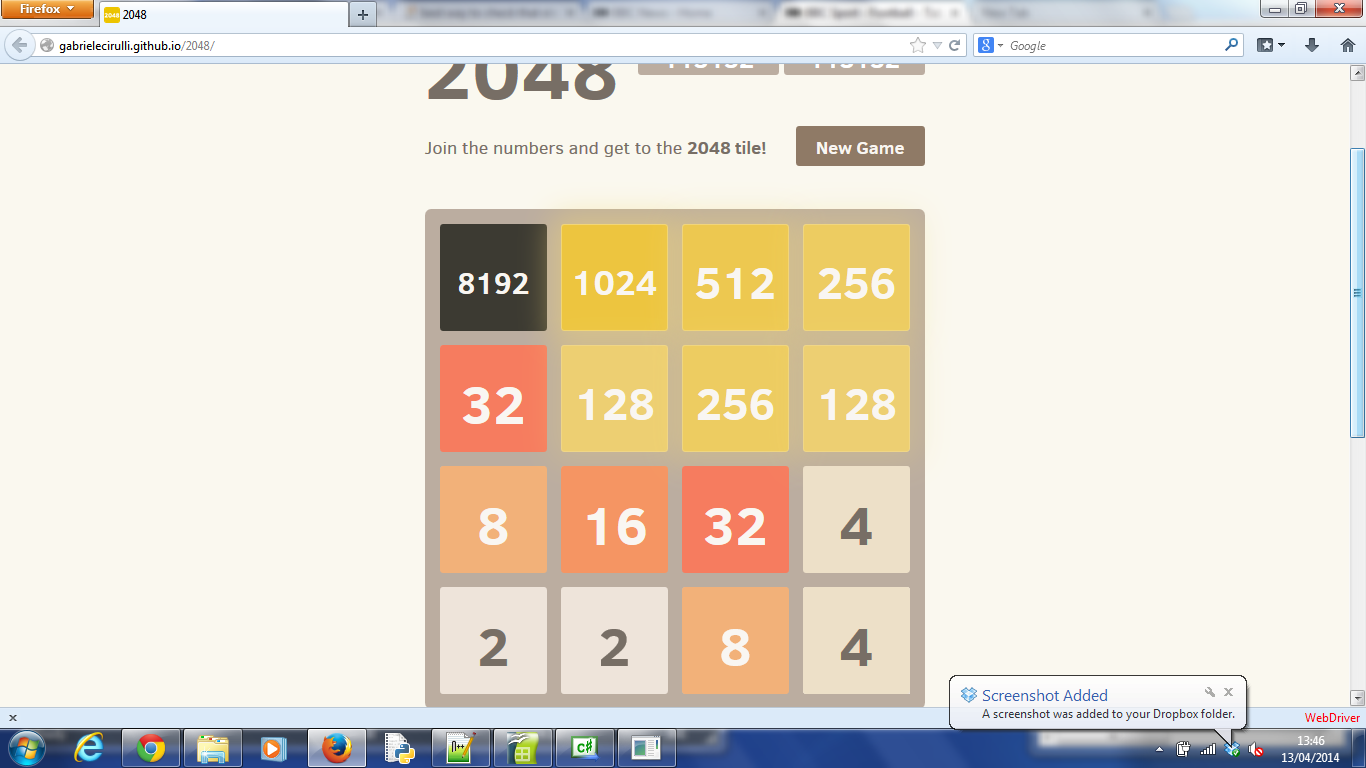 Firefox
2048 2048
gabrielecirulli.github.io/2048/
8 Google
2048
Join the numbers and get to the 2048 tile!
New Game
8192 1024 512 256
32 128 256 128
8 16 32 4
2 2 8 4
Screenshot Added
A screenshot was added to your Dropbox folder.
WebDriver
13:46
13/04/2014